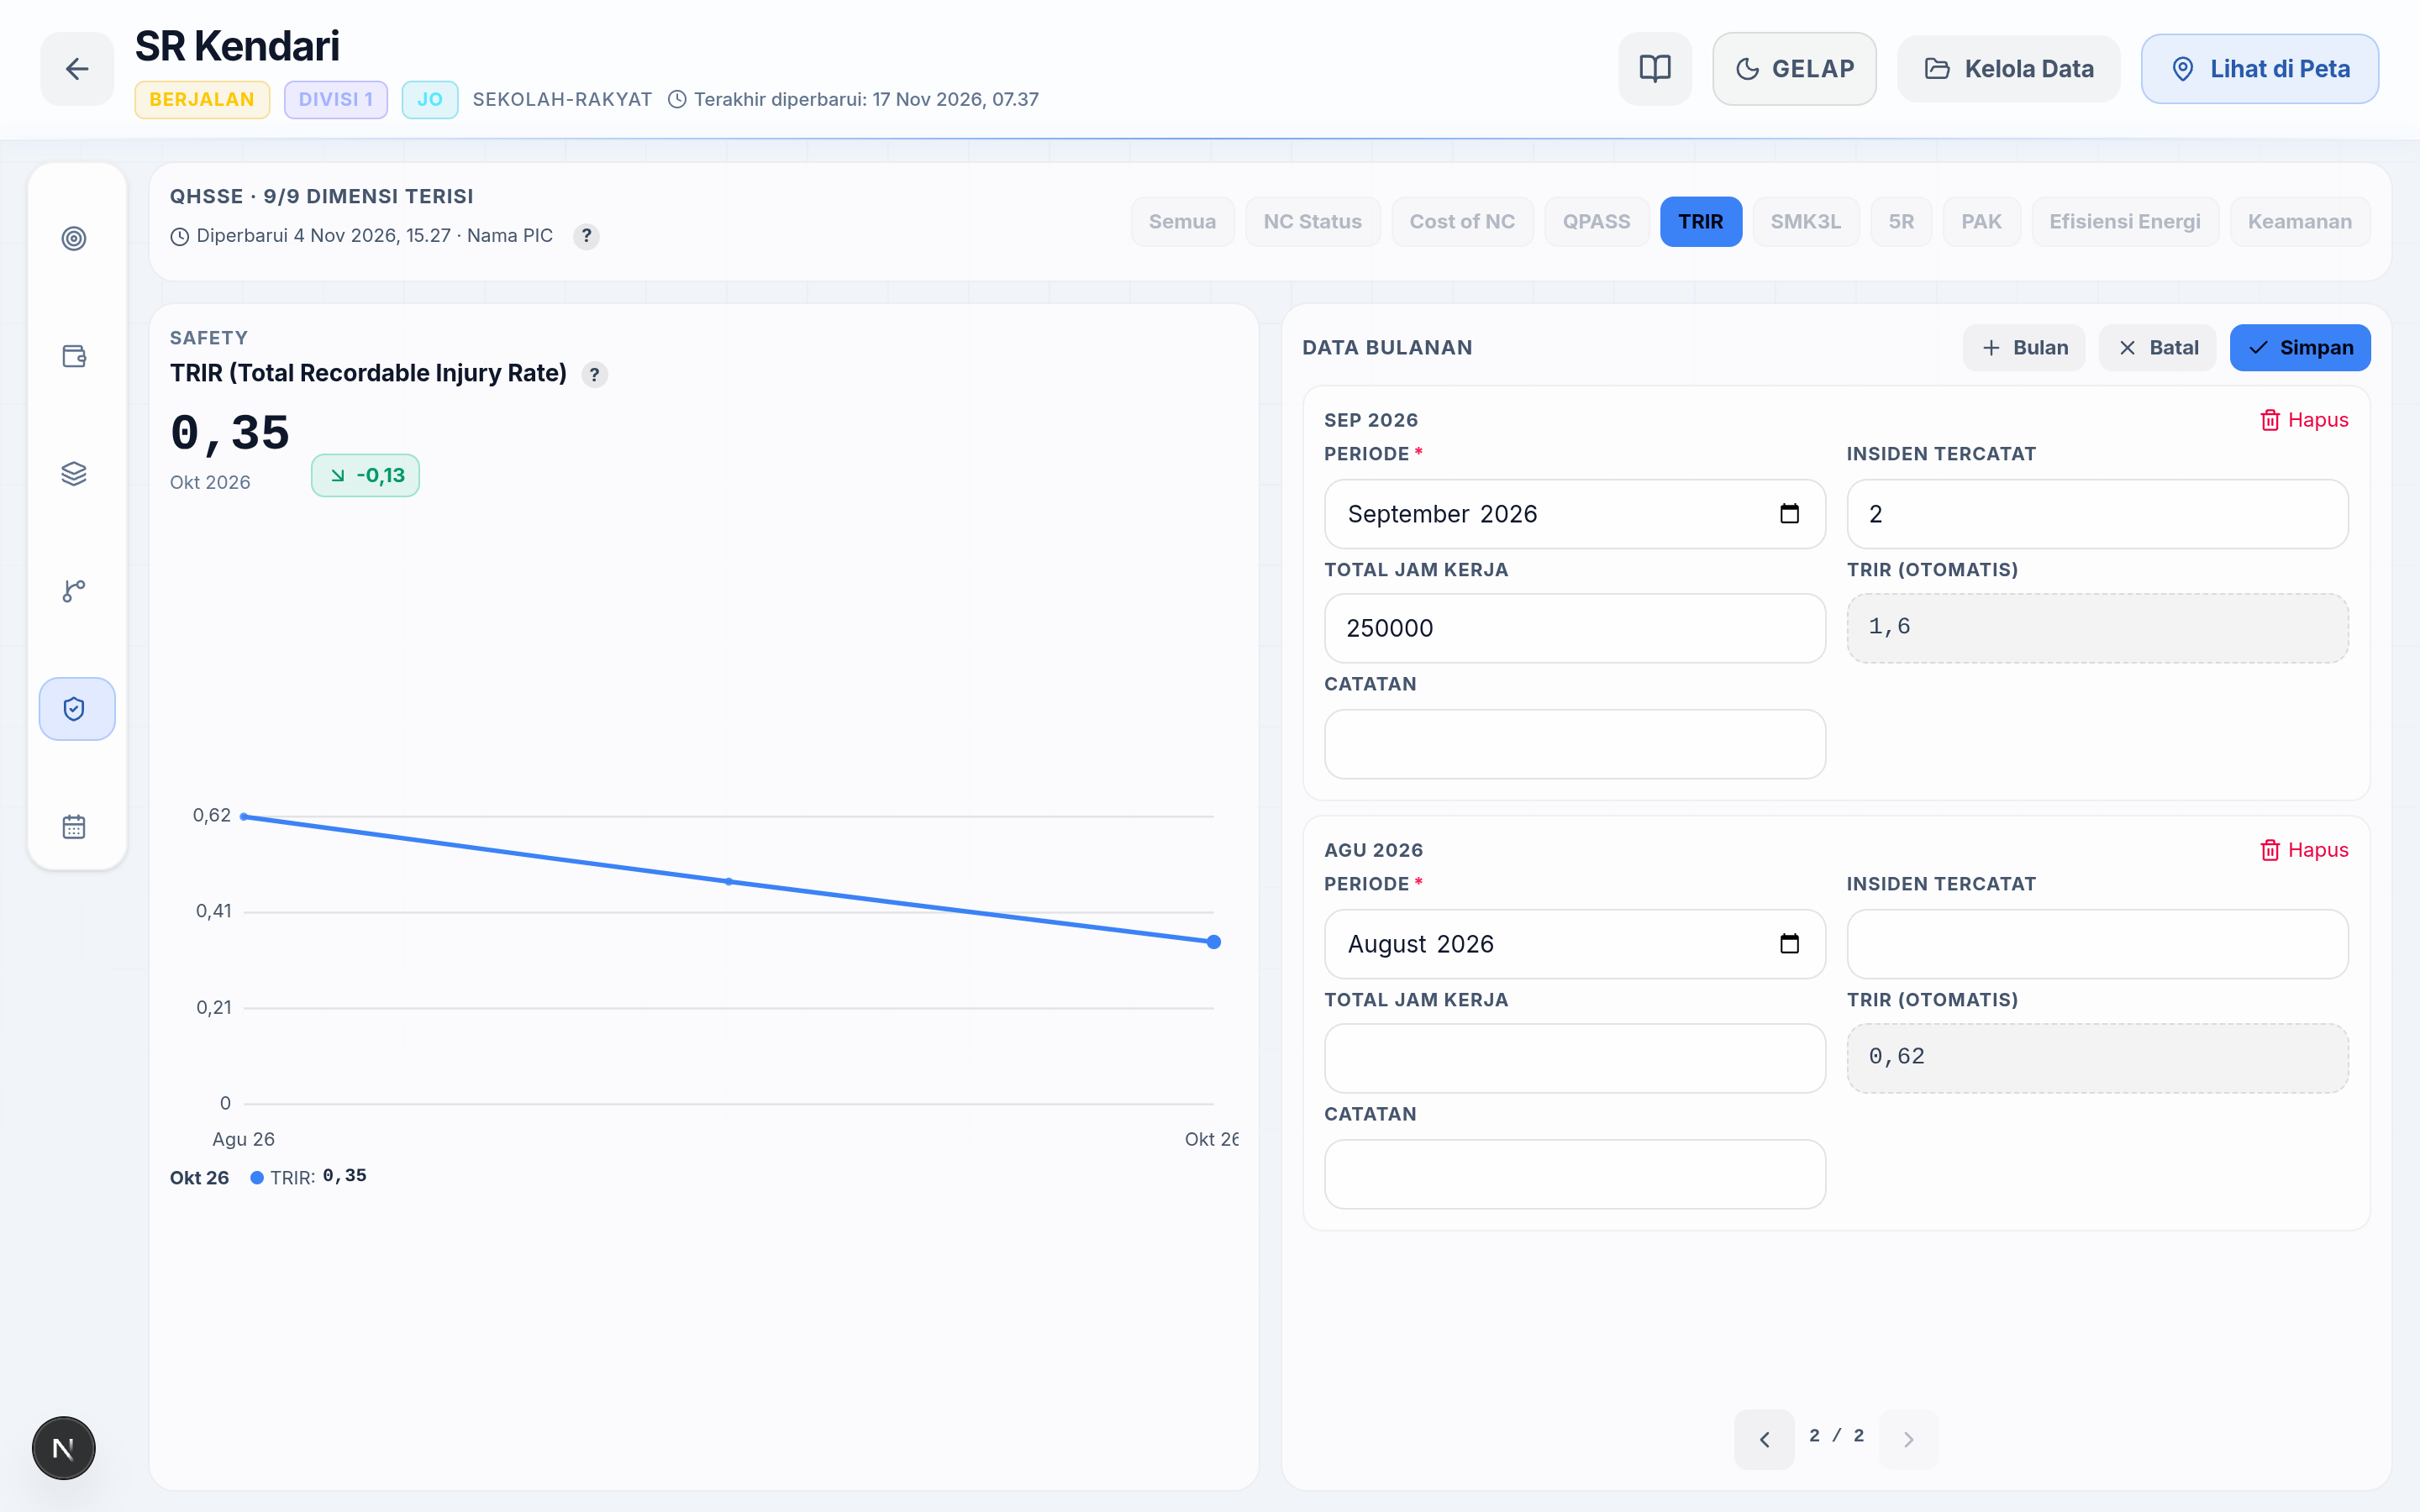 SR Kendari
BERJALAN DIVISI 1 JO SEKOLAH-RAKYAT Terakhir diperbarui: 17 Nov 2026, 07.37
GELAP
Kelola Data
Lihat di Peta
QHSSE · 9/9 DIMENSI TERISI
Diperbarui 4 Nov 2026, 15.27 · Nama PIC ?
Semua NC Status Cost of NC QPASS TRIR SMK3L 5R PAK Efisiensi Energi Keamanan
SAFETY
TRIR (Total Recordable Injury Rate) ?
0,35
Okt 2026
-0,13
0,62
0,41
0,21
0
Agu 26 Okt 26
Okt 26 TRIR: 0,35
DATA BULANAN
Bulan Batal Simpan
SEP 2026 Hapus
PERIODE * INSIDEN TERCATAT
September 2026 2
TOTAL JAM KERJA TRIR (OTOMATIS)
250000 1,6
CATATAN
AGU 2026 Hapus
PERIODE * INSIDEN TERCATAT
August 2026
TOTAL JAM KERJA TRIR (OTOMATIS)
0,62
CATATAN
2 / 2
N